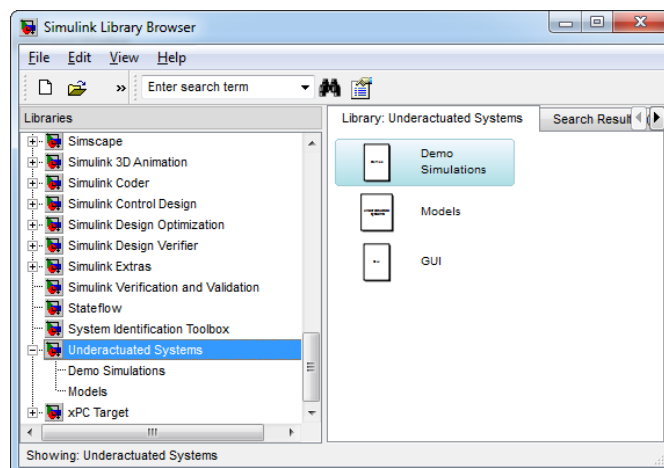 Simulink Library Browser
File Edit View Help
» Enter search term
Libraries
Simscape
Simulink 3D Animation
Simulink Coder
Simulink Control Design
Simulink Design Optimization
Simulink Design Verifier
Simulink Extras
Simulink Verification and Validation
Stateflow
System Identification Toolbox
Underactuated Systems
Demo Simulations
Models
xPC Target
Library: Underactuated Systems
Search Result
Demo
Simulations
Models
GUI
Showing: Underactuated Systems